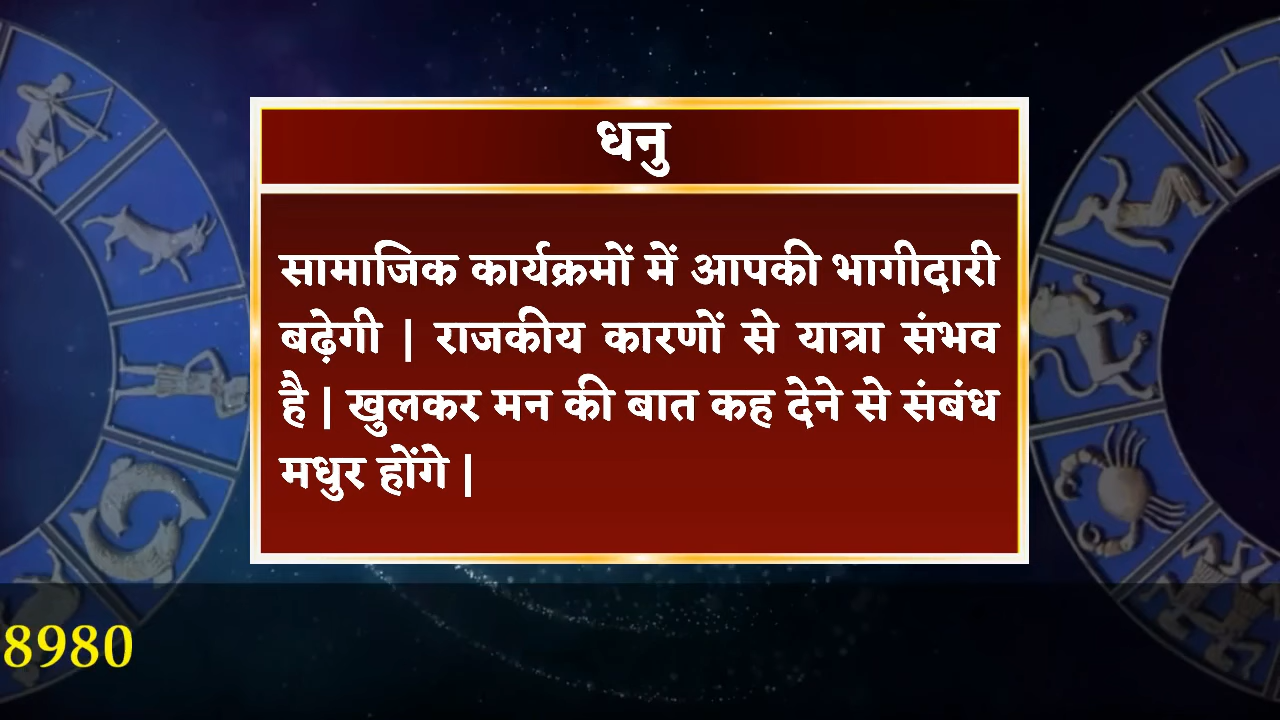 धनु
सामाजिक कार्यक्रमों में आपकी भागीदारी
बढ़ेगी | राजकीय कारणों से यात्रा संभव
है | खुलकर मन की बात कह देने से संबंध
मधुर होंगे |
8980